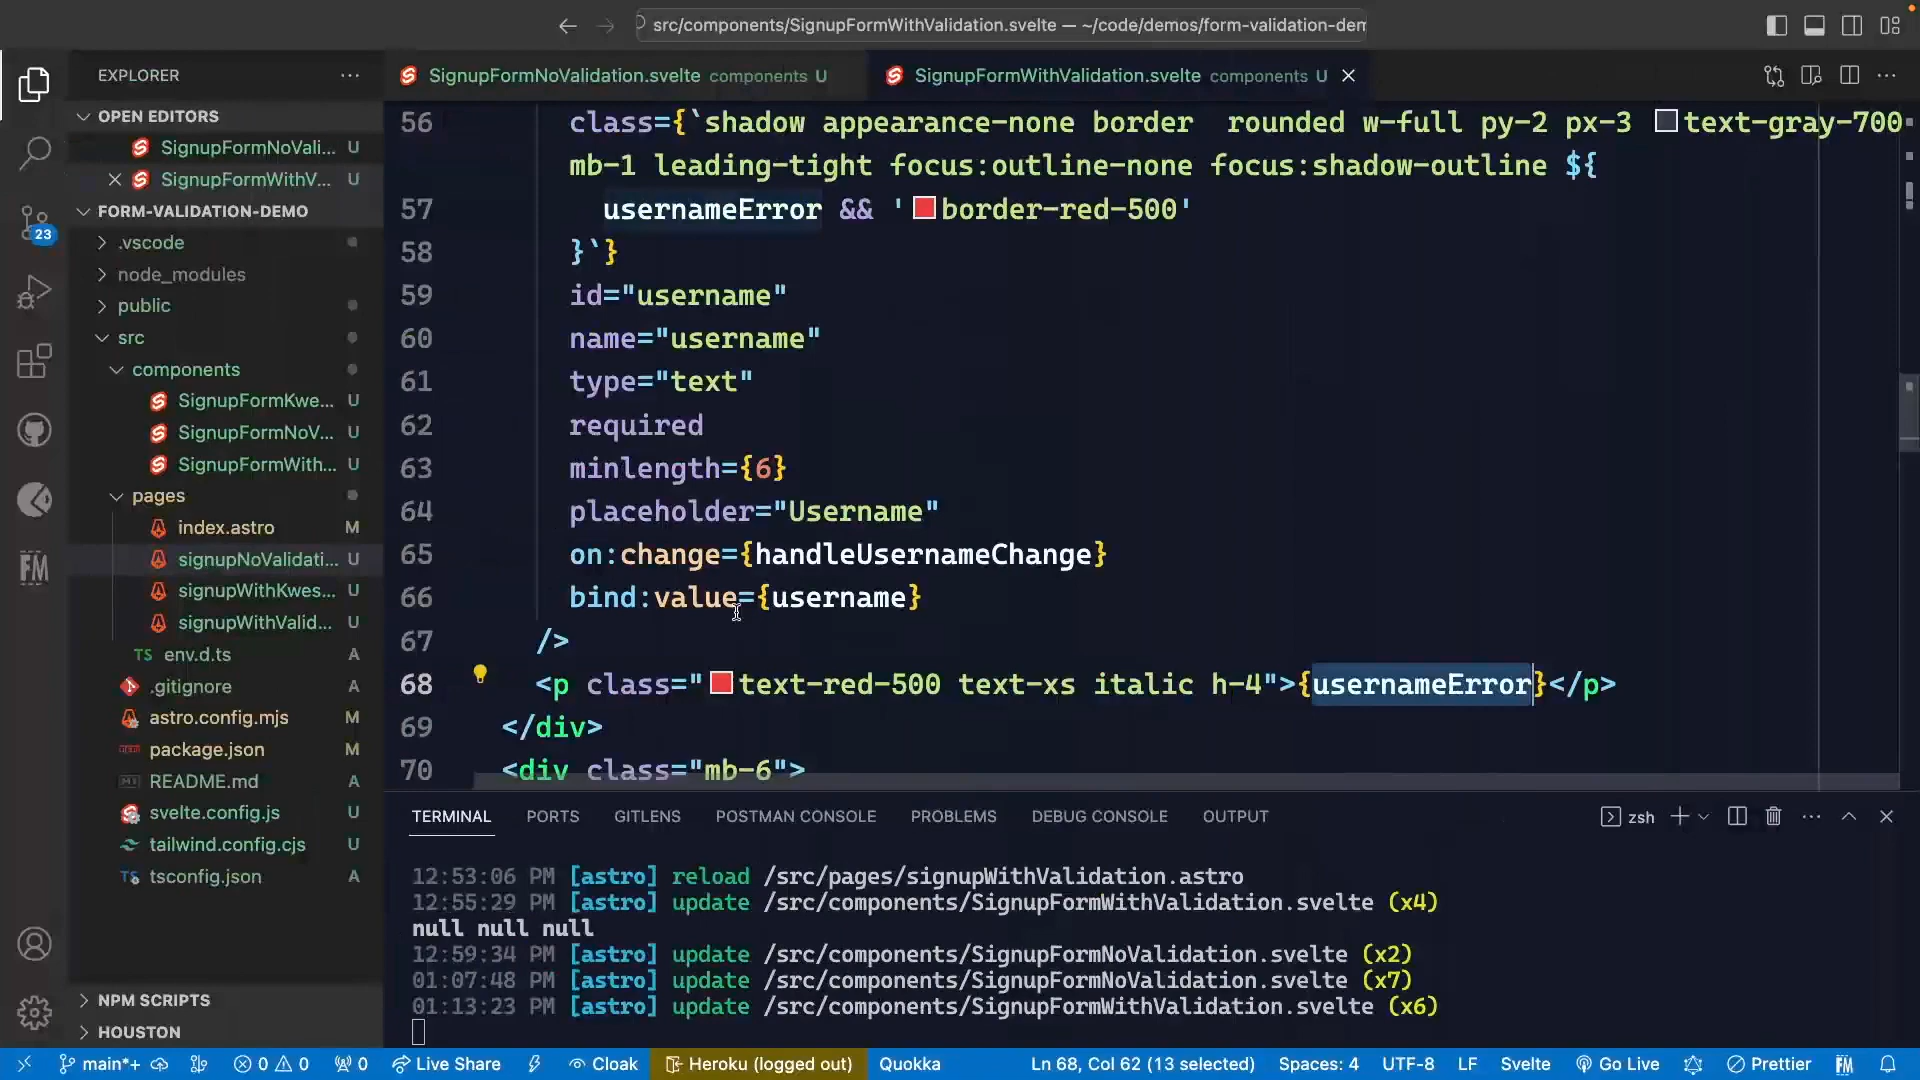 src/components/SignupFormWithValidation.svelte — ~/code/demos/form-validation-dem
EXPLORER
OPEN EDITORS
SignupFormNoVali... U
SignupFormWithV... U
FORM-VALIDATION-DEMO
.vscode
node_modules
public
src
components
SignupFormKwe... U
SignupFormNoV... U
SignupFormWith... U
pages
index.astro M
signupNoValidati... U
signupWithKwes... U
signupWithValid... U
TS env.d.ts A
.gitignore A
astro.config.mjs M
package.json M
README.md A
svelte.config.js U
tailwind.config.cjs U
tsconfig.json A
NPM SCRIPTS
HOUSTON
23
FM
SignupFormNoValidation.svelte components U
SignupFormWithValidation.svelte components U
56 class={`shadow appearance-none border  rounded w-full py-2 px-3 text-gray-700
mb-1 leading-tight focus:outline-none focus:shadow-outline ${
57 usernameError && 'border-red-500'
58 }`}
59 id="username"
60 name="username"
61 type="text"
62 required
63 minlength={6}
64 placeholder="Username"
65 on:change={handleUsernameChange}
66 bind:value={username}
67 />
68 <p class="text-red-500 text-xs italic h-4">{usernameError}</p>
69 </div>
70 <div class="mb-6">
TERMINAL PORTS GITLENS POSTMAN CONSOLE PROBLEMS DEBUG CONSOLE OUTPUT
zsh
12:53:06 PM [astro] reload /src/pages/signupWithValidation.astro
12:55:29 PM [astro] update /src/components/SignupFormWithValidation.svelte (x4)
null null null
12:59:34 PM [astro] update /src/components/SignupFormNoValidation.svelte (x2)
01:07:48 PM [astro] update /src/components/SignupFormNoValidation.svelte (x7)
01:13:23 PM [astro] update /src/components/SignupFormWithValidation.svelte (x6)
main*+ 0 0 0 Live Share Cloak Heroku (logged out) Quokka Ln 68, Col 62 (13 selected) Spaces: 4 UTF-8 LF Svelte Go Live Prettier FM